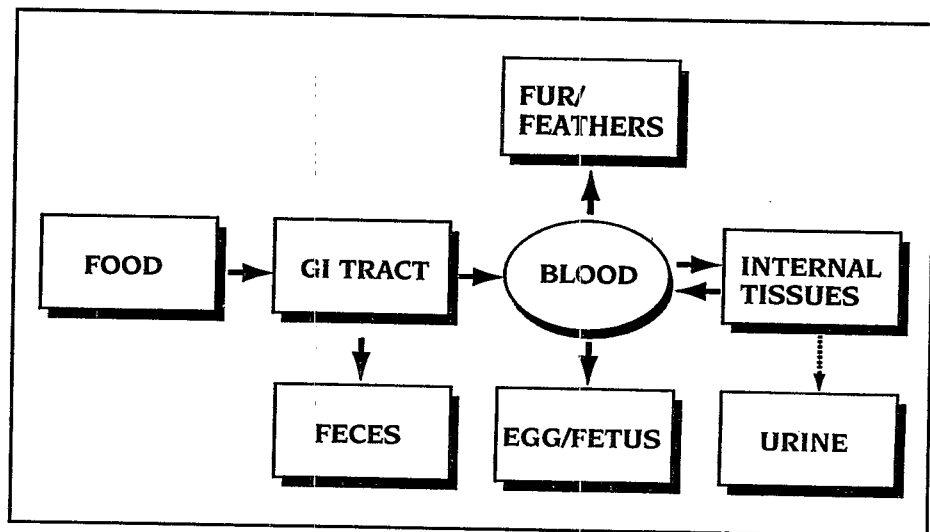 FUR/
FEATHERS
FOOD
GI TRACT
BLOOD
INTERNAL
TISSUES
FECES
EGG/FETUS
URINE